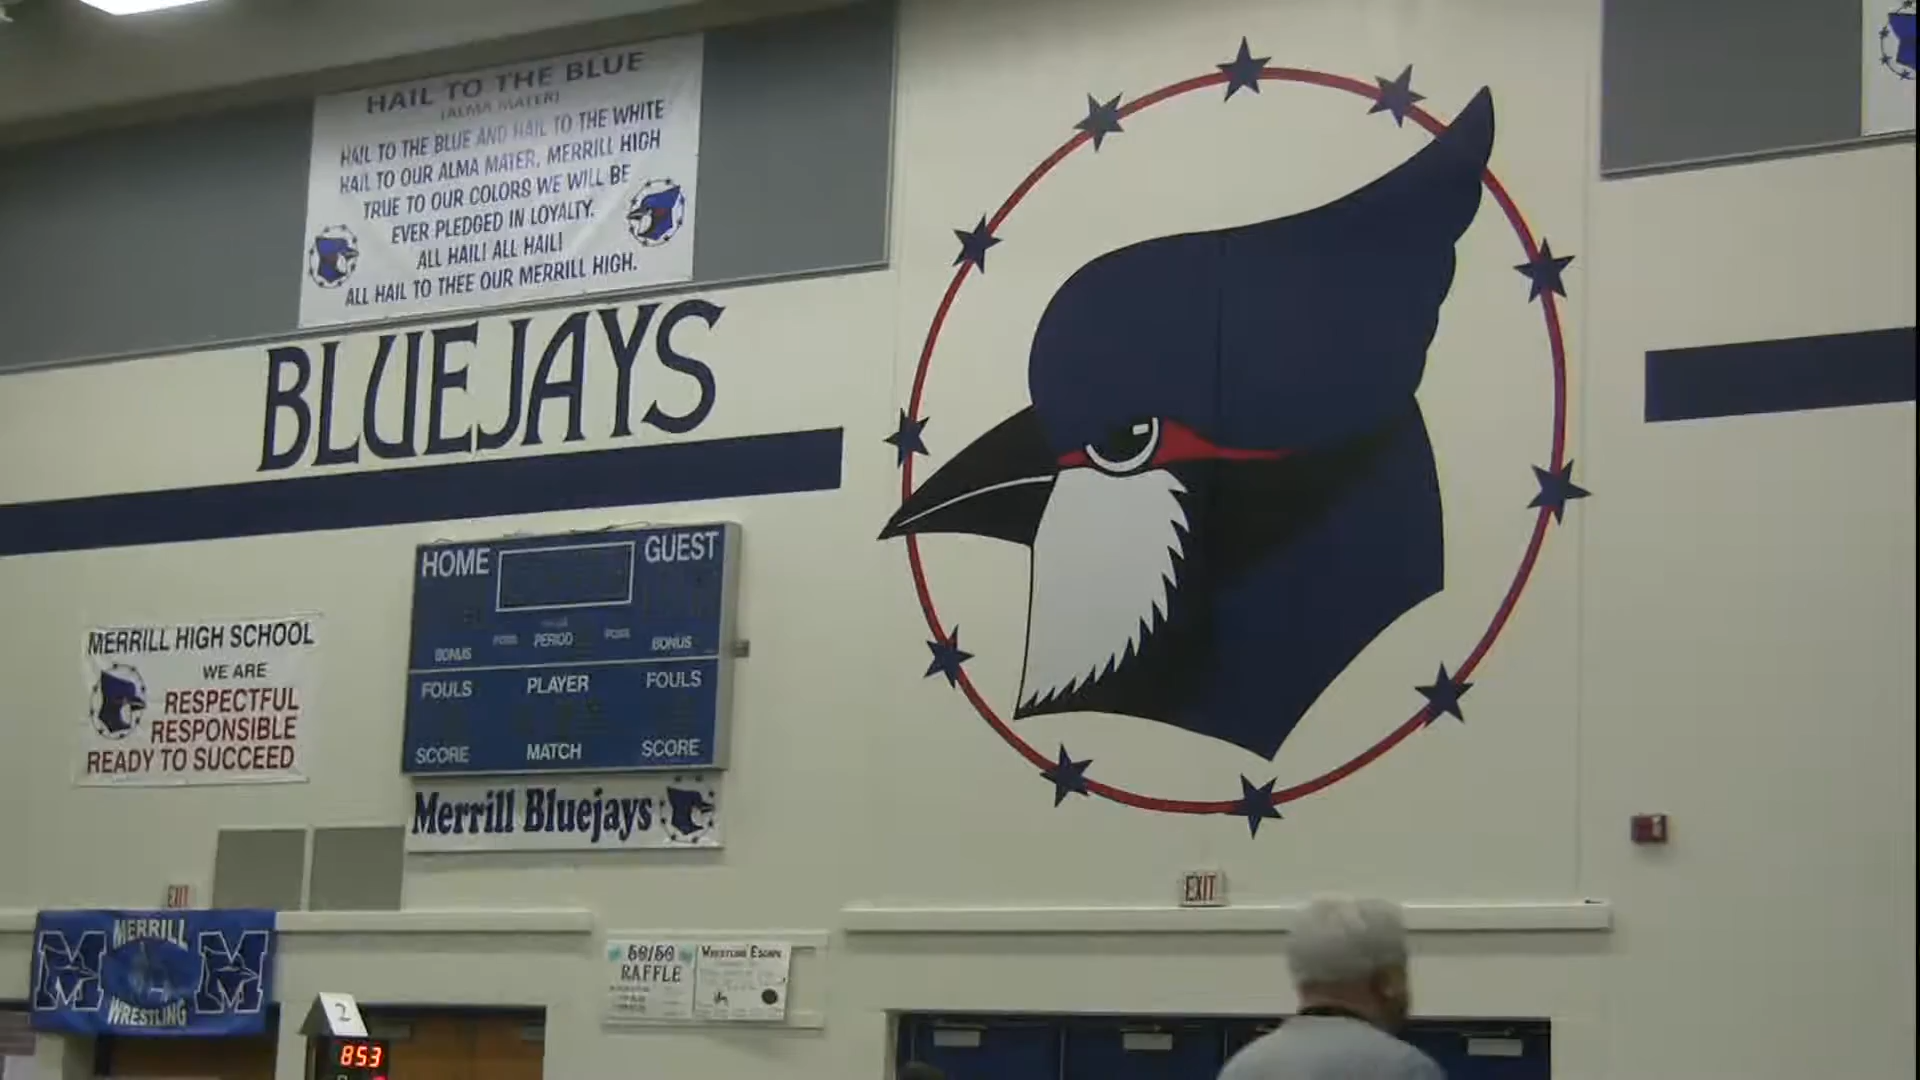 HAIL TO THE BLUE
(ALMA MATER)
HAIL TO THE BLUE AND HAIL TO THE WHITE
HAIL TO OUR ALMA MATER, MERRILL HIGH
TRUE TO OUR COLORS WE WILL BE
EVER PLEDGED IN LOYALTY.
ALL HAIL! ALL HAIL!
ALL HAIL TO THEE OUR MERRILL HIGH.
BLUEJAYS
HOME GUEST
BONUS POSS PERIOD POSS BONUS
FOULS PLAYER FOULS
SCORE MATCH SCORE
Merrill Bluejays
MERRILL HIGH SCHOOL
WE ARE
RESPECTFUL
RESPONSIBLE
READY TO SUCCEED
EXIT
EXIT
MERRILL
M M
WRESTLING
50/50
RAFFLE
WRESTLING ESCAPE
2
853